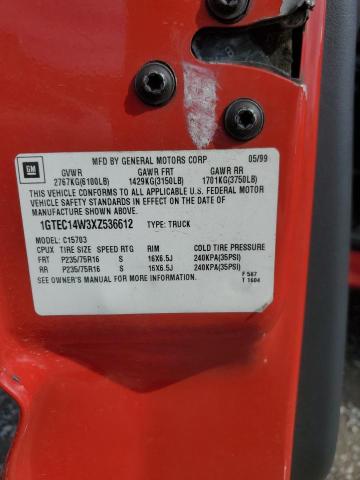 GM
MFD BY GENERAL MOTORS CORP 05/99
GVWR GAWR FRT GAWR RR
2767KG(6100LB) 1429KG(3150LB) 1701KG(3750LB)
THIS VEHICLE CONFORMS TO ALL APPLICABLE U.S. FEDERAL MOTOR
VEHICLE SAFETY STANDARDS IN EFFECT ON THE DATE OF
MANUFACTURE SHOWN ABOVE.
1GTEC14W3XZ536612 TYPE: TRUCK
MODEL: C15703
CPUX TIRE SIZE SPEED RTG RIM COLD TIRE PRESSURE
FRT P235/75R16 S 16X6.5J 240KPA(35PSI)
RR P235/75R16 S 16X6.5J 240KPA(35PSI)
SEE OWNER'S MANUAL FOR MORE INFORMATION.
F 587
T 1604